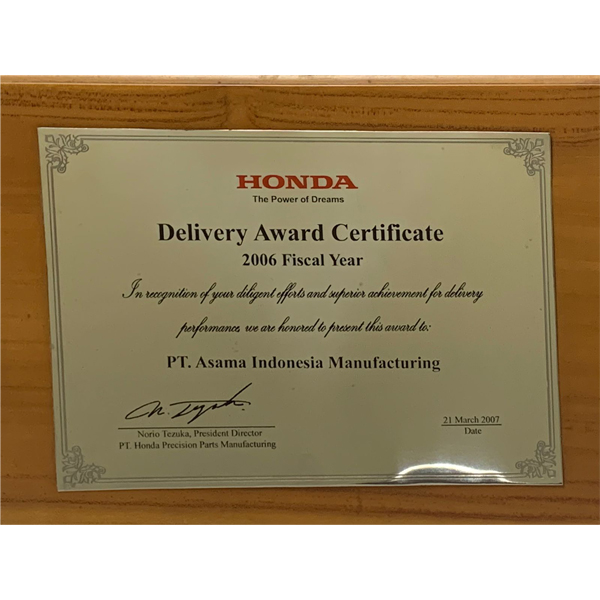 HONDA
The Power of Dreams
Delivery Award Certificate
2006 Fiscal Year
In recognition of your diligent efforts and superior achievement for delivery
performance, we are honored to present this award to:
PT. Asama Indonesia Manufacturing
N. Tezuka
Norio Tezuka, President Director
PT. Honda Precision Parts Manufacturing
21 March 2007
Date